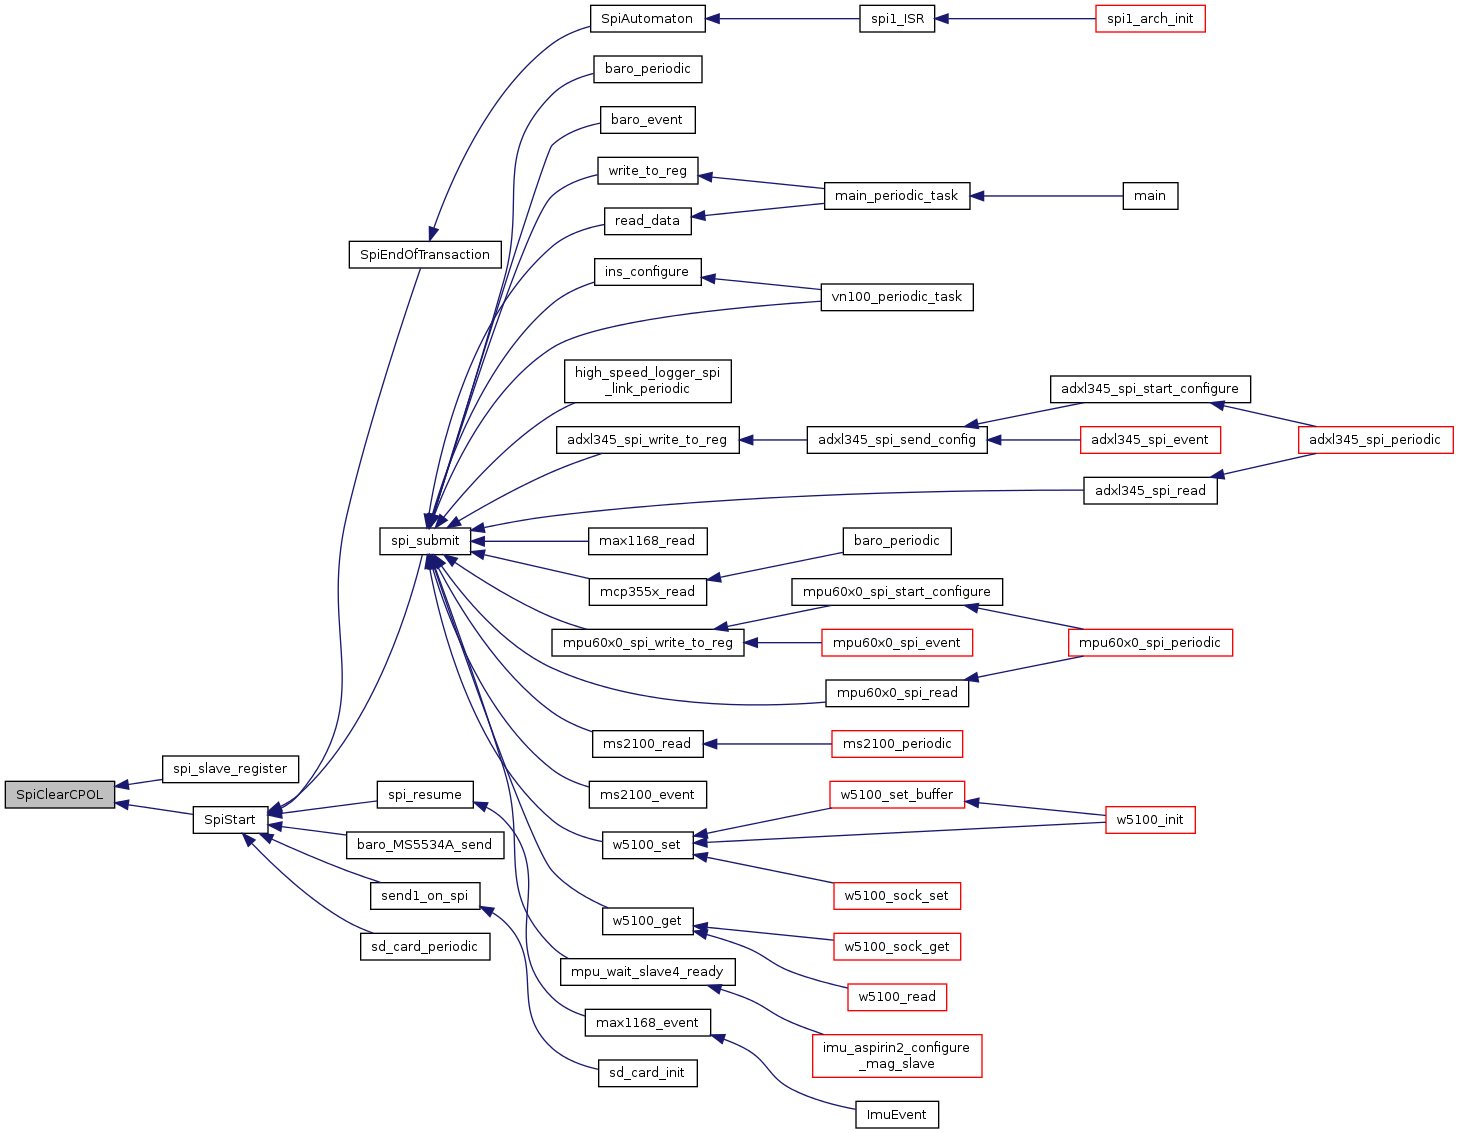 SpiAutomaton
spi1_ISR
spi1_arch_init
baro_periodic
baro_event
write_to_reg
main_periodic_task
main
read_data
SpiEndOfTransaction
ins_configure
vn100_periodic_task
high_speed_logger_spi
_link_periodic
adxl345_spi_start_configure
adxl345_spi_write_to_reg
adxl345_spi_send_config
adxl345_spi_event
adxl345_spi_periodic
adxl345_spi_read
spi_submit
max1168_read
baro_periodic
mcp355x_read
mpu60x0_spi_start_configure
mpu60x0_spi_write_to_reg
mpu60x0_spi_event
mpu60x0_spi_periodic
mpu60x0_spi_read
ms2100_read
ms2100_periodic
spi_slave_register
SpiClearCPOL
spi_resume
ms2100_event
w5100_set_buffer
SpiStart
w5100_init
baro_MS5534A_send
w5100_set
send1_on_spi
w5100_sock_set
w5100_get
sd_card_periodic
w5100_sock_get
mpu_wait_slave4_ready
w5100_read
max1168_event
imu_aspirin2_configure
_mag_slave
sd_card_init
ImuEvent